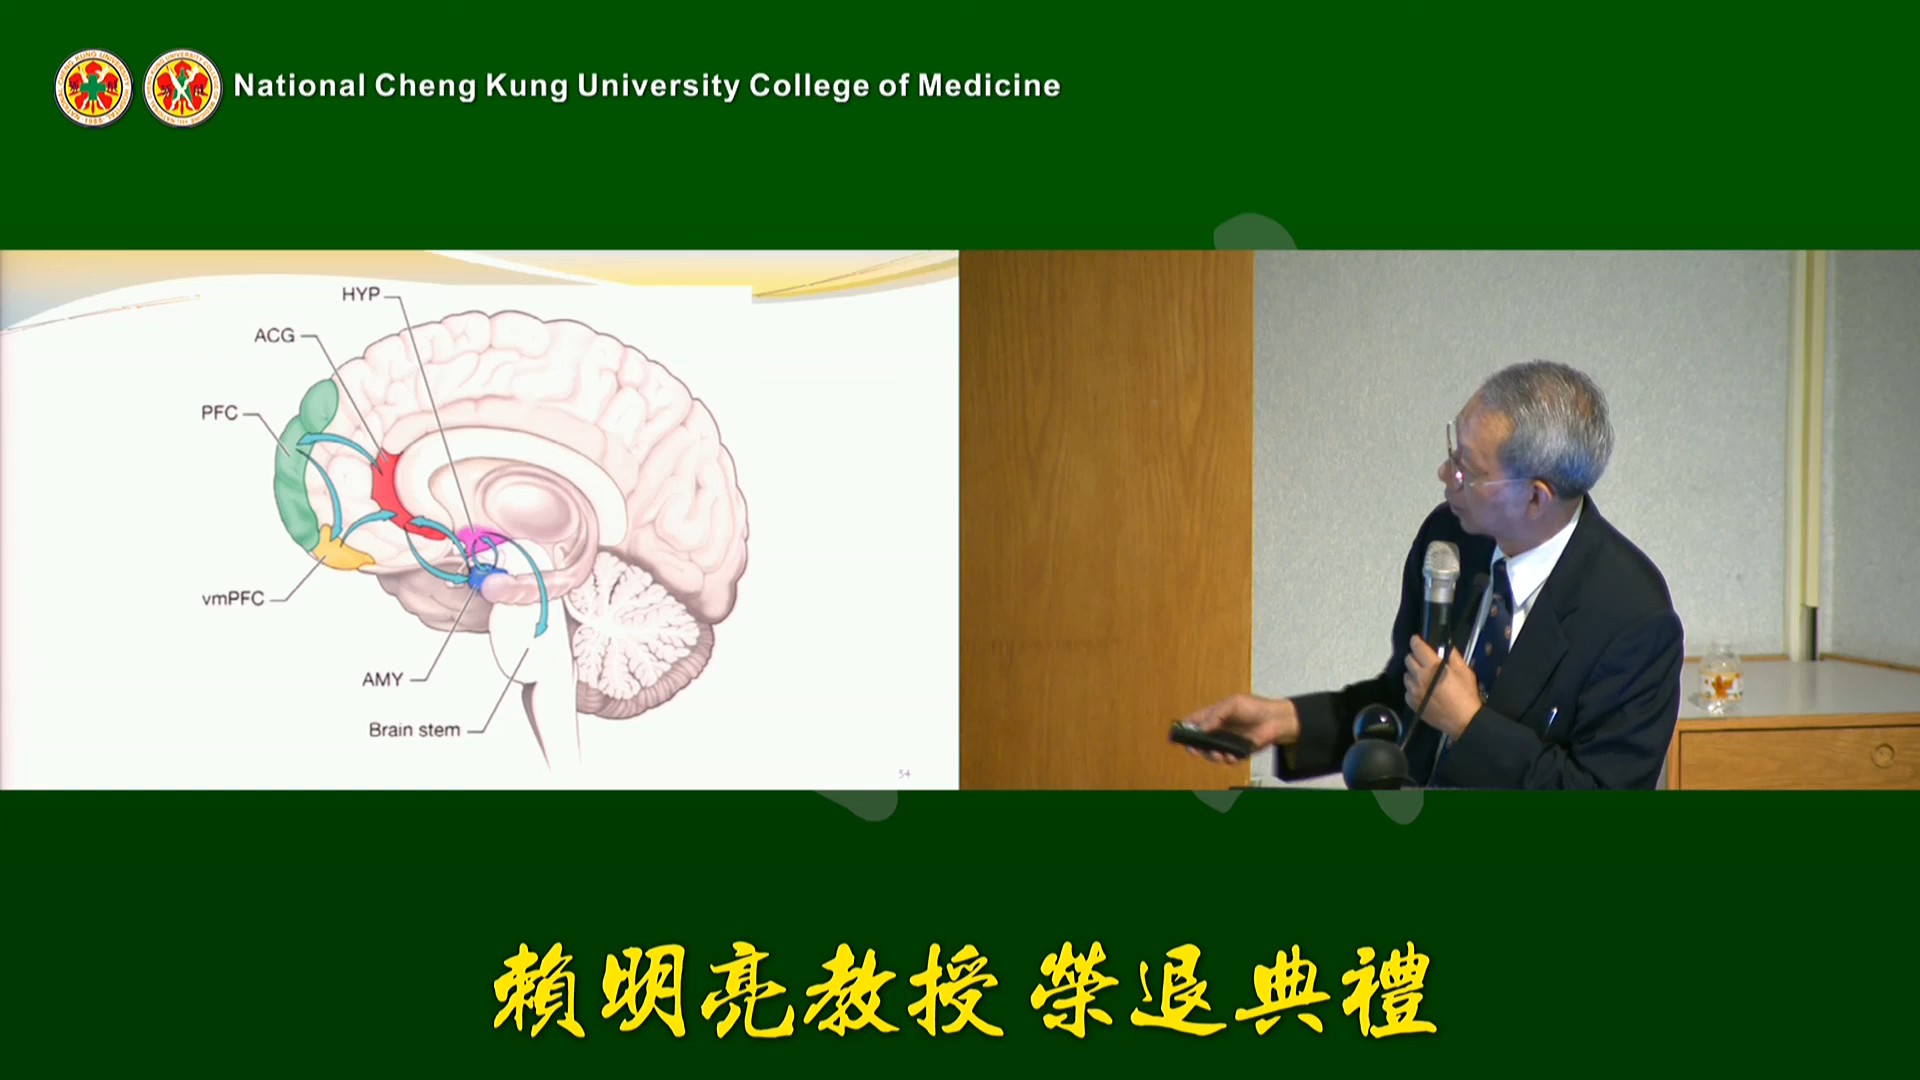 National Cheng Kung University College of Medicine
HYP
ACG
PFC
vmPFC
AMY
Brain stem
54
賴明亮教授 榮退典禮